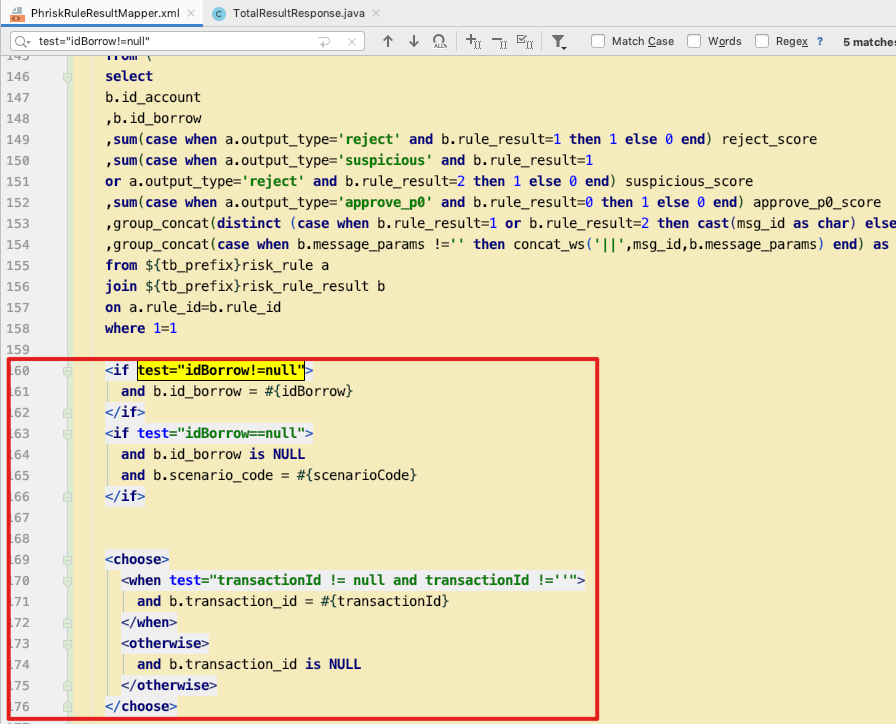 PhriskRuleResultMapper.xml × TotalResultResponse.java ×
test="idBorrow!=null" Match Case Words Regex ? 5 matches
145 from (
146 select
147 b.id_account
148 ,b.id_borrow
149 ,sum(case when a.output_type='reject' and b.rule_result=1 then 1 else 0 end) reject_score
150 ,sum(case when a.output_type='suspicious' and b.rule_result=1
151 or a.output_type='reject' and b.rule_result=2 then 1 else 0 end) suspicious_score
152 ,sum(case when a.output_type='approve_p0' and b.rule_result=0 then 1 else 0 end) approve_p0_score
153 ,group_concat(distinct (case when b.rule_result=1 or b.rule_result=2 then cast(msg_id as char) else
154 ,group_concat(case when b.message_params !='' then concat_ws('||',msg_id,b.message_params) end) as
155 from ${tb_prefix}risk_rule a
156 join ${tb_prefix}risk_rule_result b
157 on a.rule_id=b.rule_id
158 where 1=1
159
160 <if test="idBorrow!=null">
161 and b.id_borrow = #{idBorrow}
162 </if>
163 <if test="idBorrow==null">
164 and b.id_borrow is NULL
165 and b.scenario_code = #{scenarioCode}
166 </if>
167
168
169 <choose>
170 <when test="transactionId != null and transactionId !=''">
171 and b.transaction_id = #{transactionId}
172 </when>
173 <otherwise>
174 and b.transaction_id is NULL
175 </otherwise>
176 </choose>